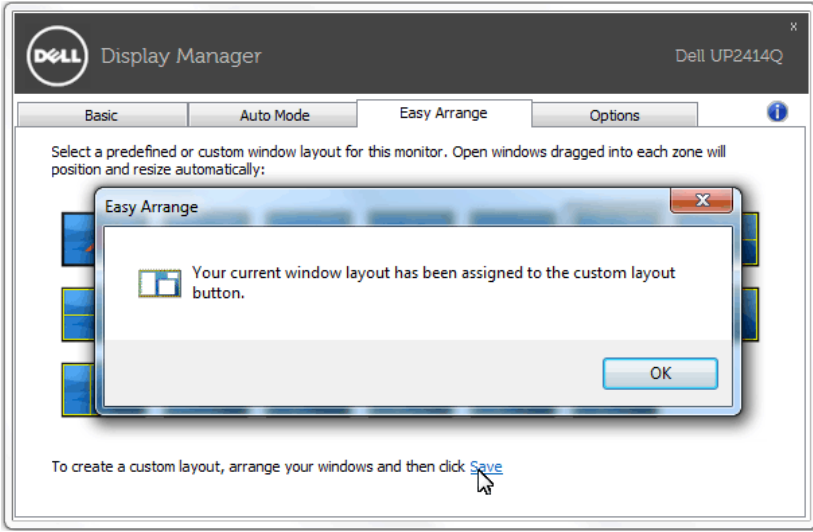 x
DELL Display Manager Dell UP2414Q
Basic Auto Mode Easy Arrange Options i
Select a predefined or custom window layout for this monitor. Open windows dragged into each zone will
position and resize automatically:
Easy Arrange x
Your current window layout has been assigned to the custom layout
button.
OK
To create a custom layout, arrange your windows and then click Save